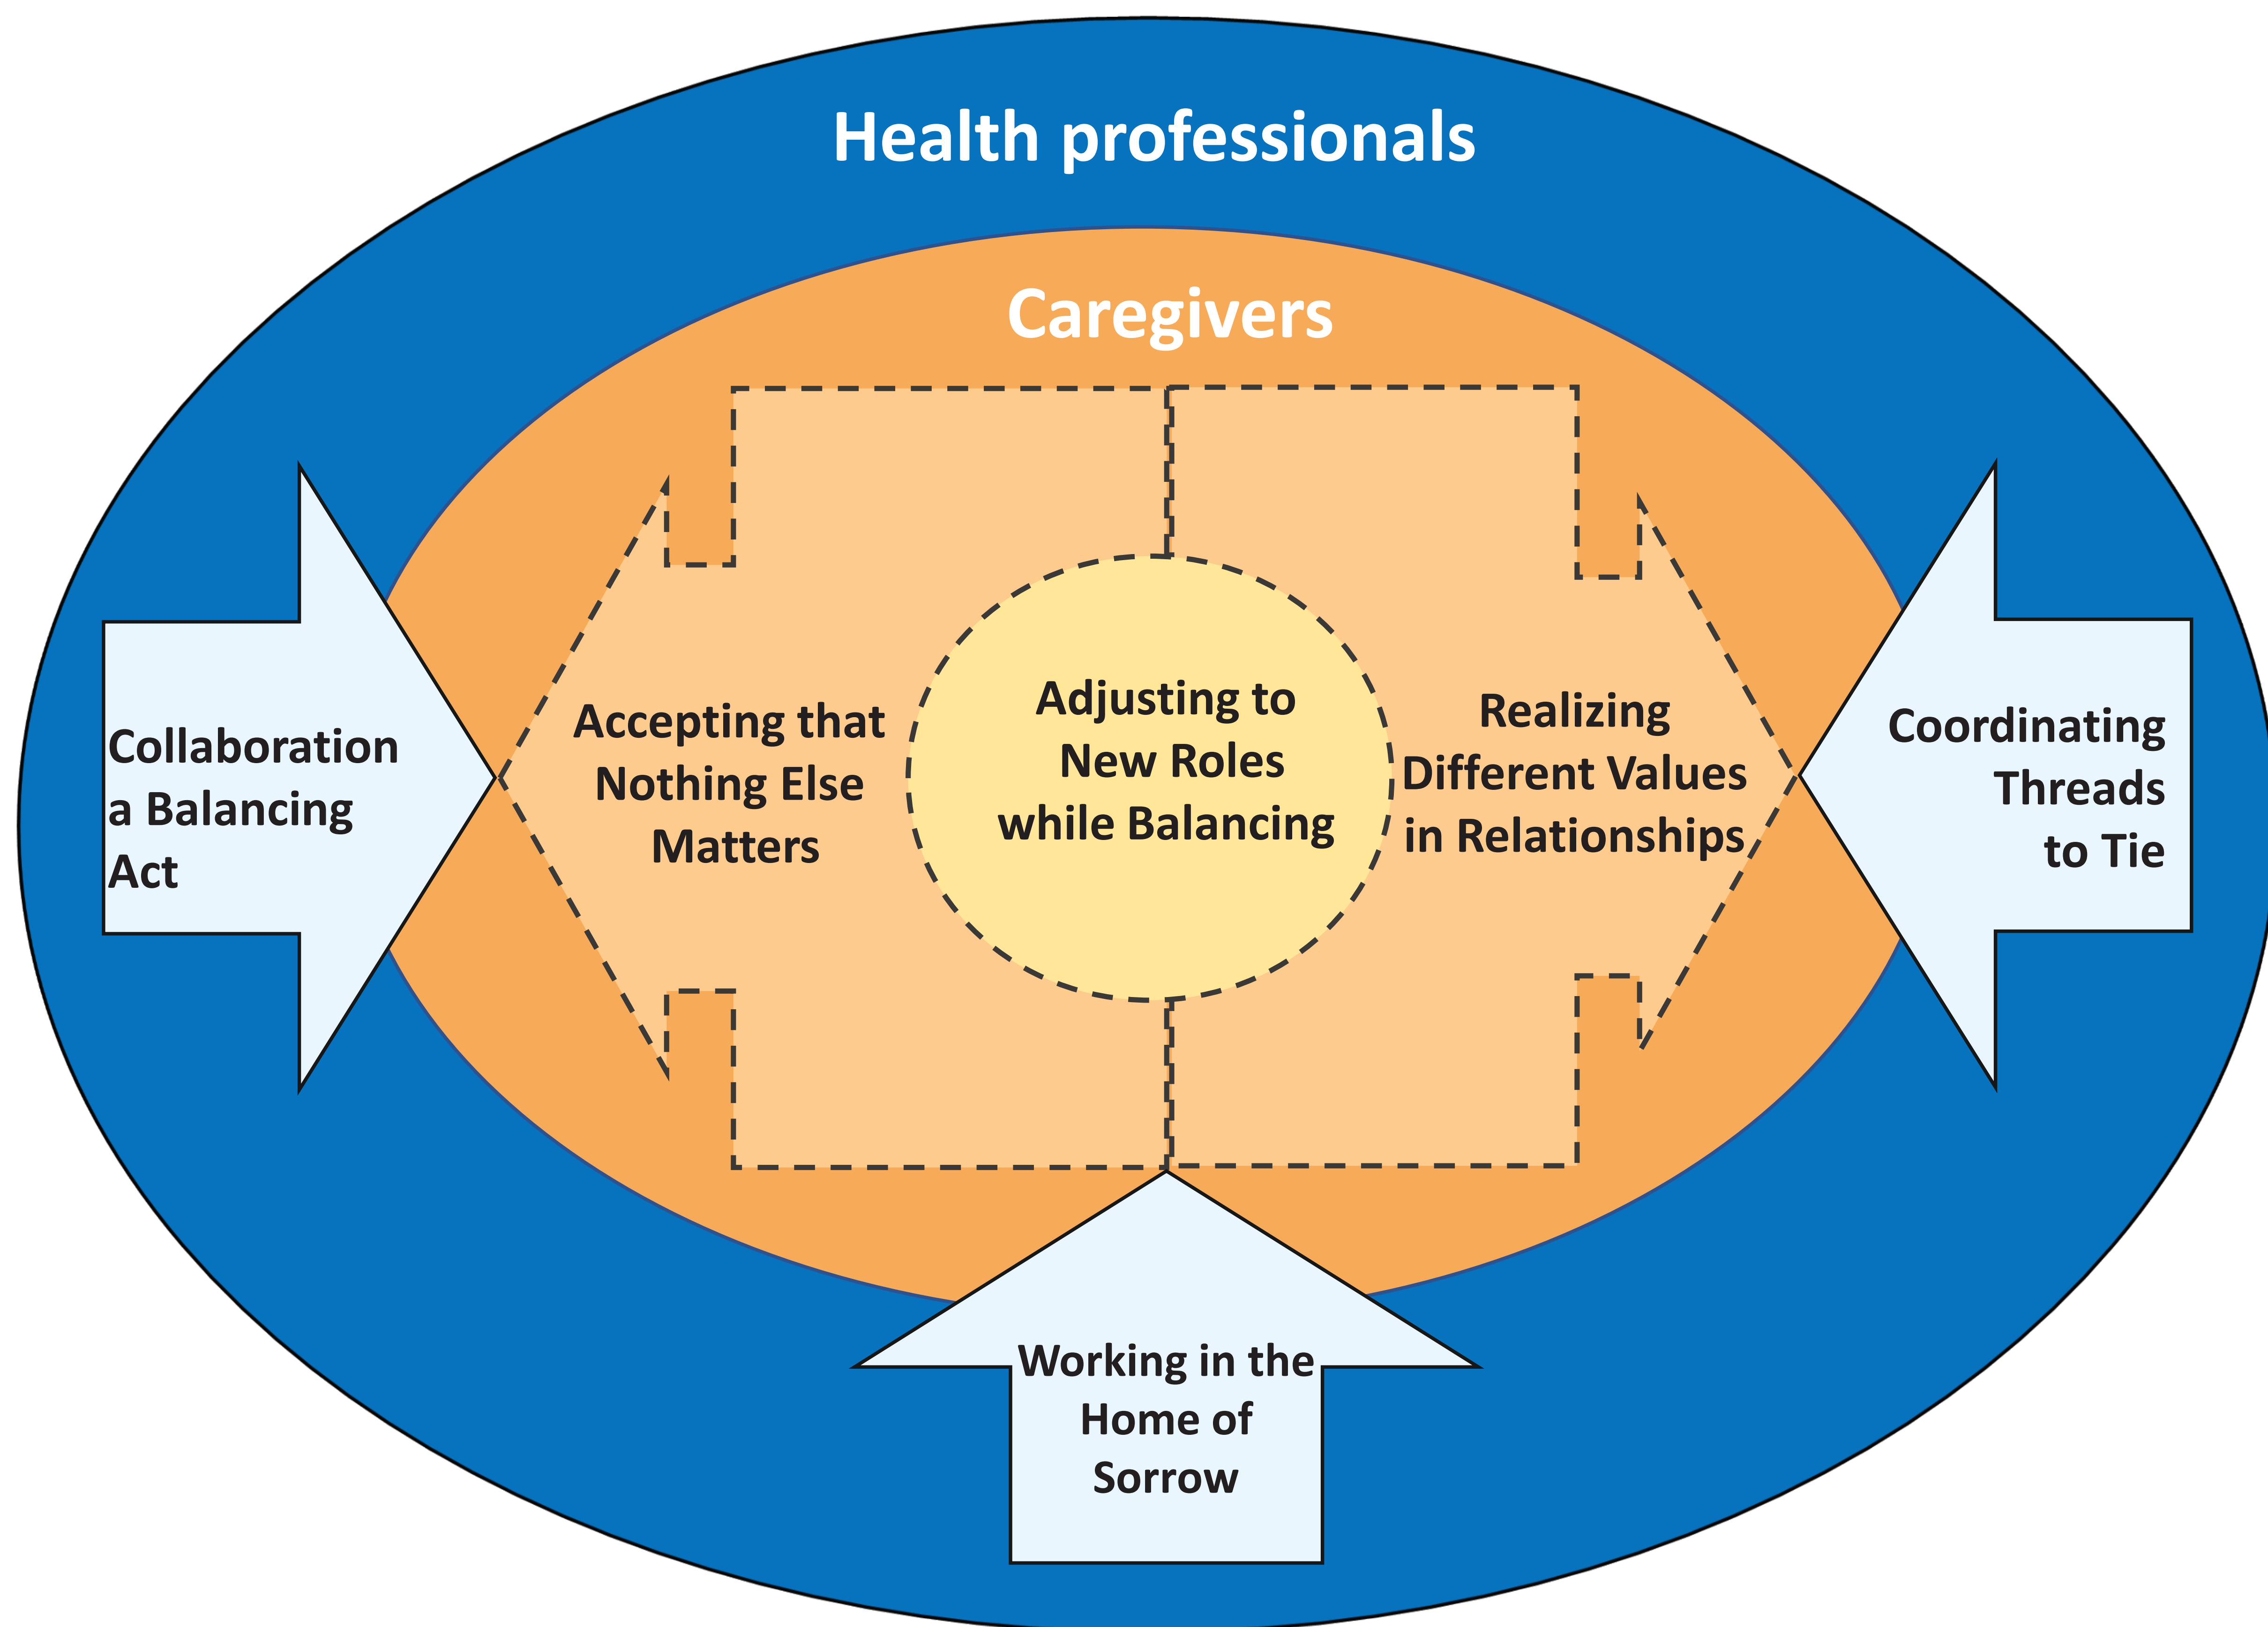 Health professionals
Caregivers
Collaboration
a Balancing
Act
Accepting that
Nothing Else
Matters
Adjusting to
New Roles
while Balancing
Realizing
Different Values
in Relationships
Coordinating
Threads
to Tie
Working in the
Home of
Sorrow